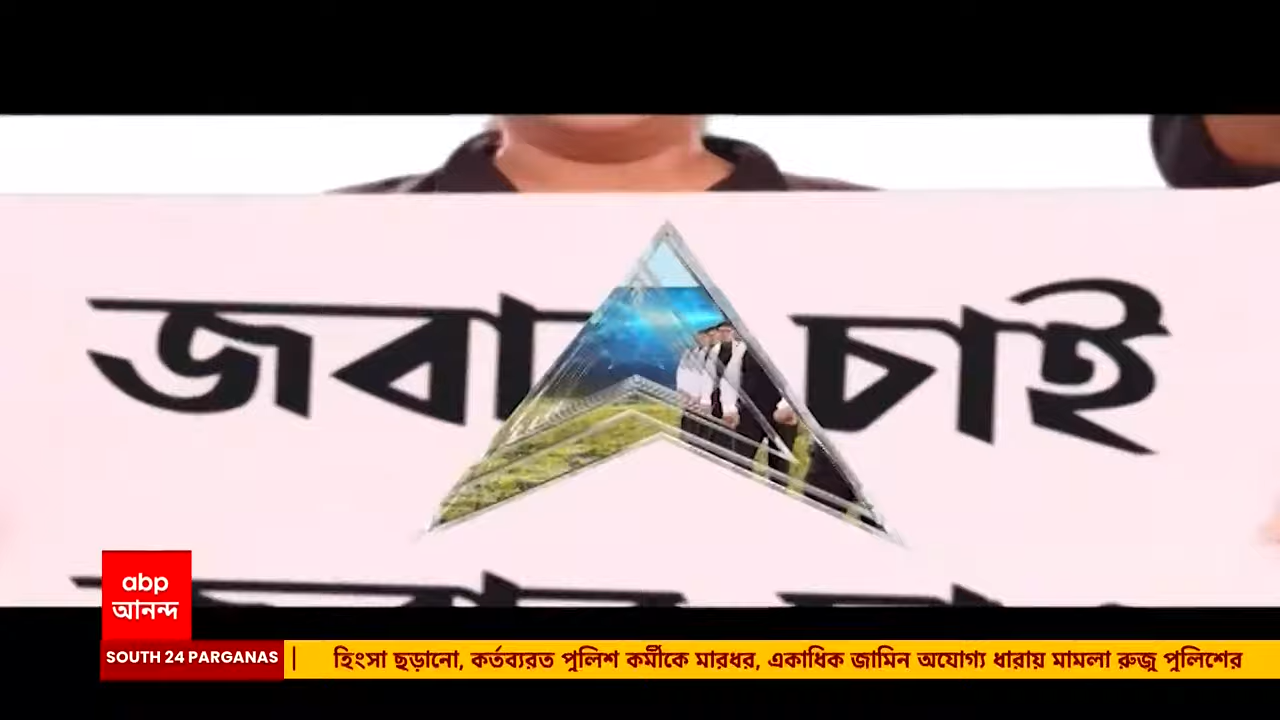 জবা চাই
abp
আনন্দ
SOUTH 24 PARGANAS | হিংসা ছড়ানো, কর্তব্যরত পুলিশ কর্মীকে মারধর, একাধিক জামিন অযোগ্য ধারায় মামলা রুজু পুলিশের